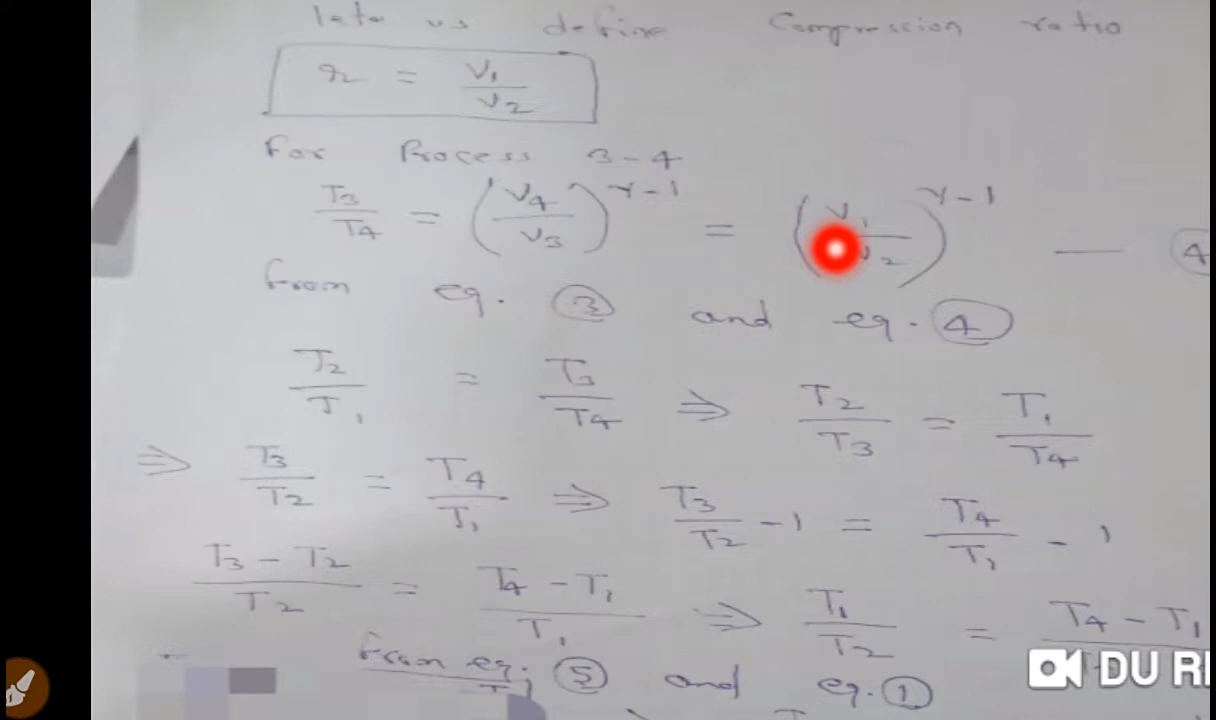 lets us define Compression ratio
r = V₁/V₂
For Process 3-4
T₃/T₄ = (V₄/V₃)^γ-1 = (V₁/V₂)^γ-1 — ④
from eq. ③ and eq. ④
T₂/T₁ = T₃/T₄ ⇒ T₂/T₃ = T₁/T₄
⇒ T₃/T₂ = T₄/T₁ ⇒ T₃/T₂ - 1 = T₄/T₁ - 1
T₃ - T₂/T₂ = T₄ - T₁/T₁ ⇒ T₁/T₂ = T₄ - T₁
from eq. ⑤ and eq. ①
DU RE